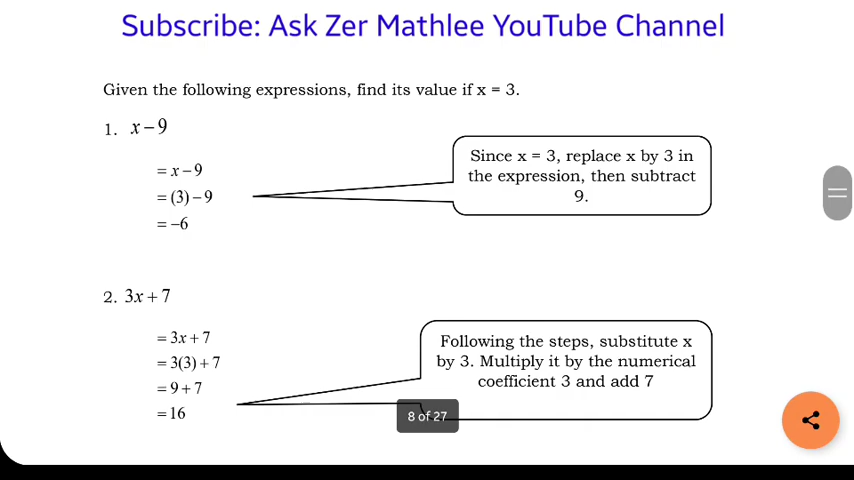 Subscribe: Ask Zer Mathlee YouTube Channel
Given the following expressions, find its value if x = 3.
1. x – 9
= x – 9
= (3) – 9
= –6
Since x = 3, replace x by 3 in
the expression, then subtract
9.
2. 3x + 7
= 3x + 7
= 3(3) + 7
= 9 + 7
= 16
Following the steps, substitute x
by 3. Multiply it by the numerical
coefficient 3 and add 7
8 of 27